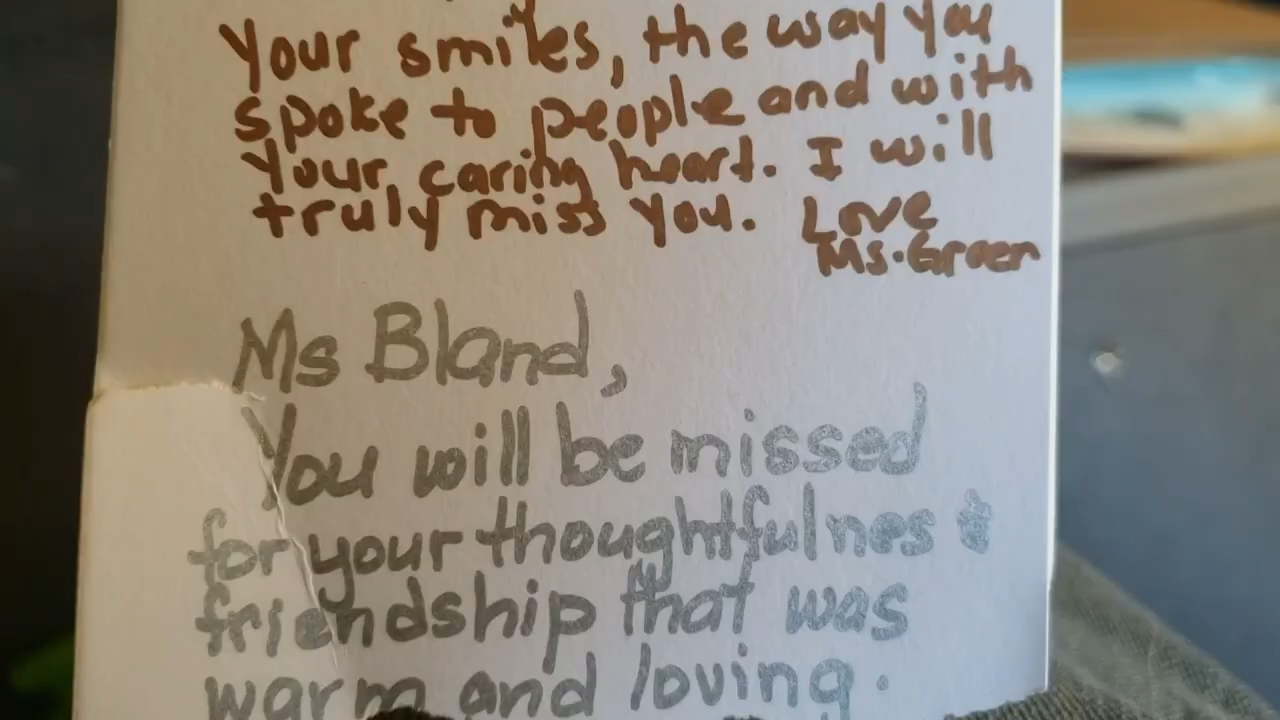 Your smiles, the way you
spoke to people and with
your caring heart. I will
truly miss you. Love
Ms. Green
Ms Bland,
You will be missed
for your thoughtfulnes &
friendship that was
warm and loving.